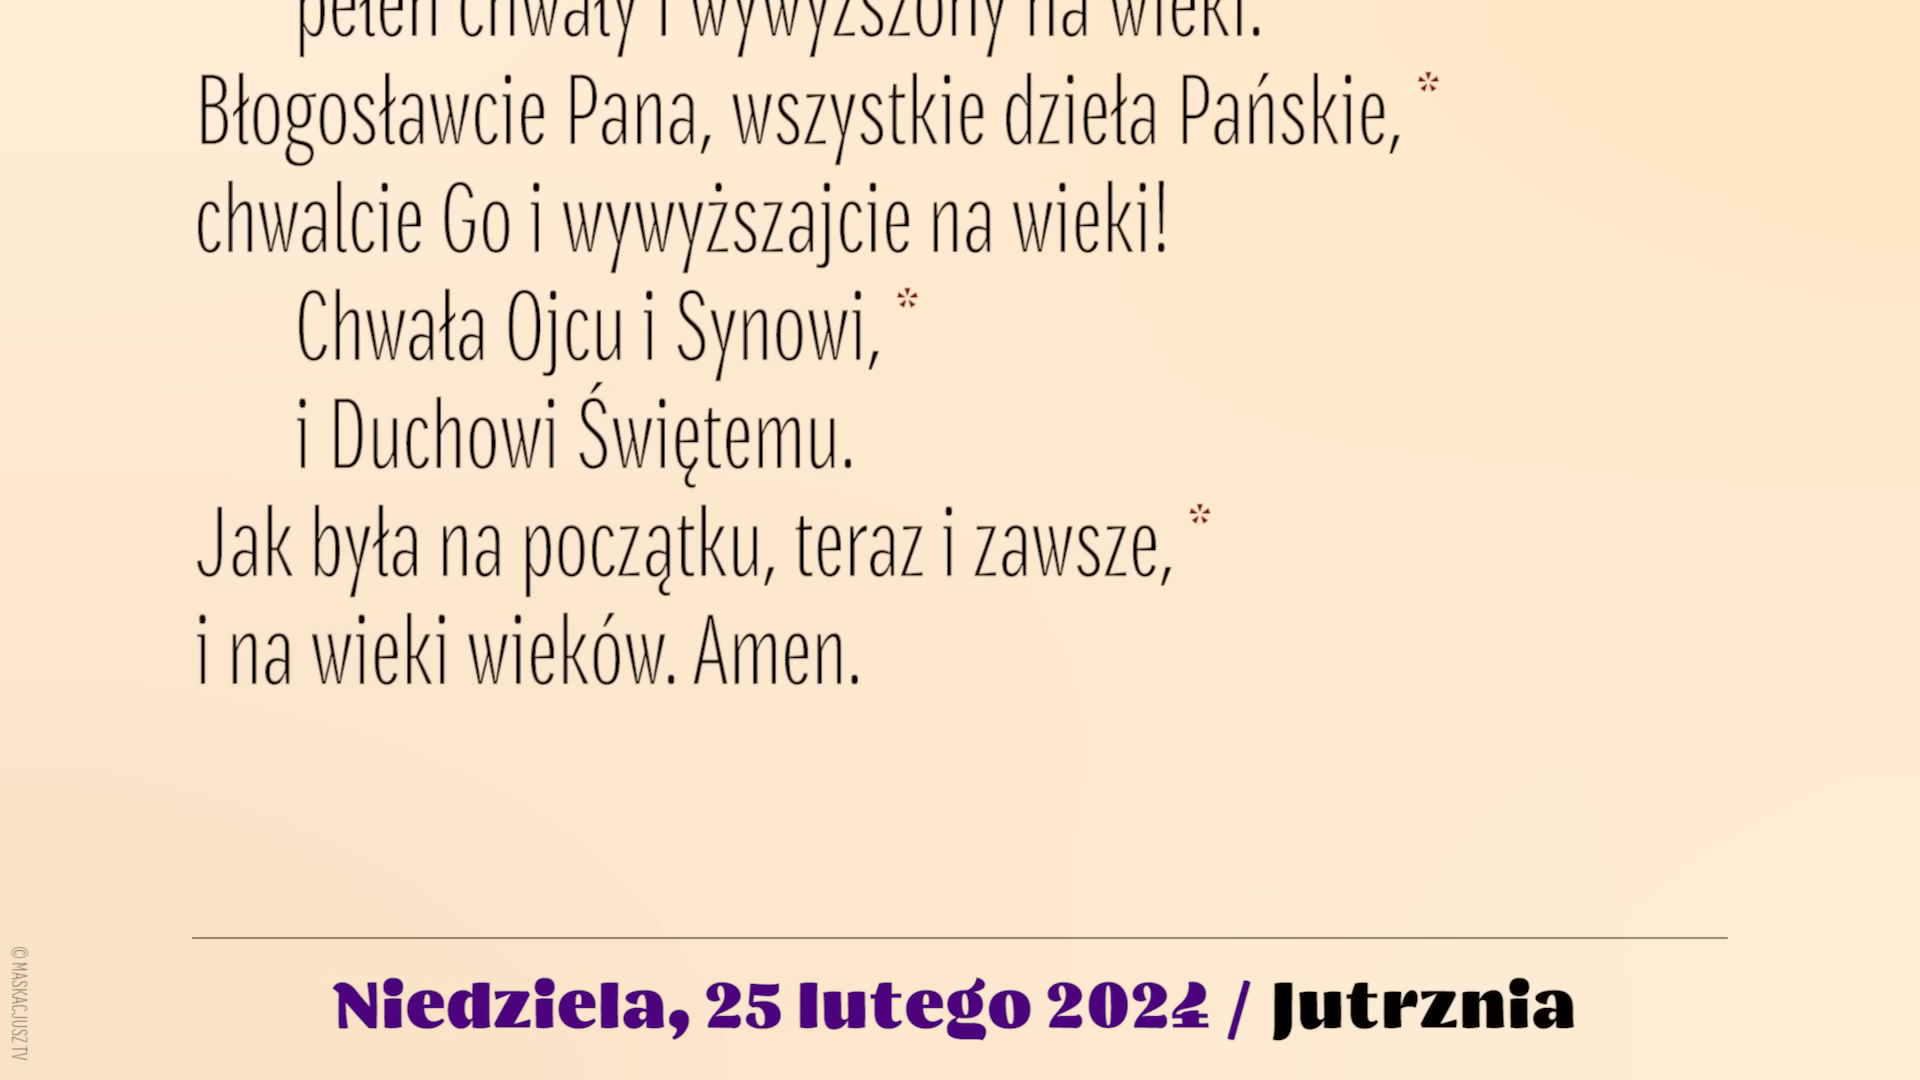 pełen chwały i wywyższony na wieki.
Błogosławcie Pana, wszystkie dzieła Pańskie, *
chwalcie Go i wywyższajcie na wieki!
Chwała Ojcu i Synowi, *
i Duchowi Świętemu.
Jak była na początku, teraz i zawsze, *
i na wieki wieków. Amen.
Niedziela, 25 lutego 2024 / Jutrznia
© MASKACJUSZ TV